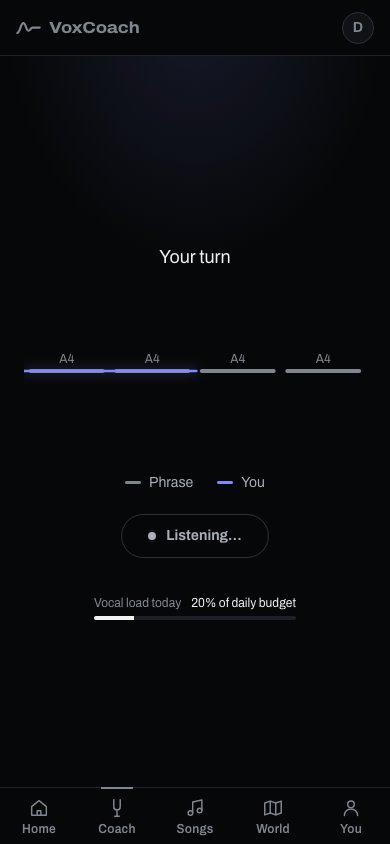 VoxCoach
D
Your turn
A4 A4 A4 A4
Phrase You
Listening...
Vocal load today 20% of daily budget
Home Coach Songs World You